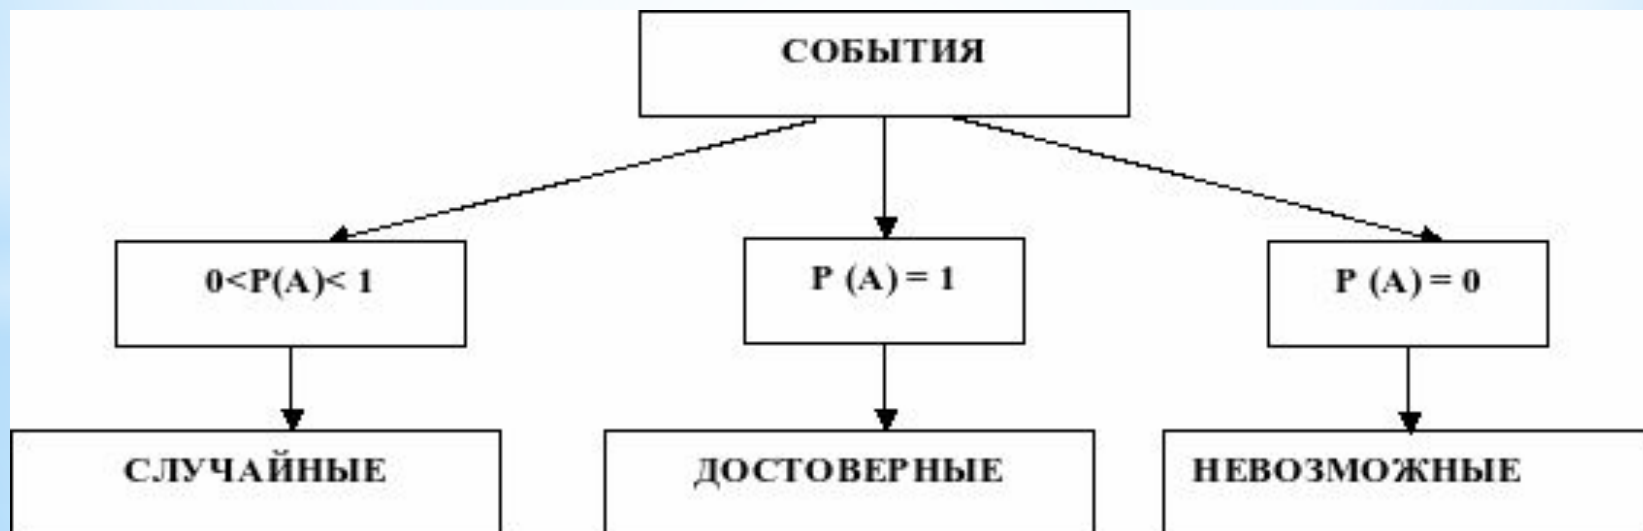 СОБЫТИЯ
0<P(A)< 1
P (A) = 1
P (A) = 0
СЛУЧАЙНЫЕ
ДОСТОВЕРНЫЕ
НЕВОЗМОЖНЫЕ